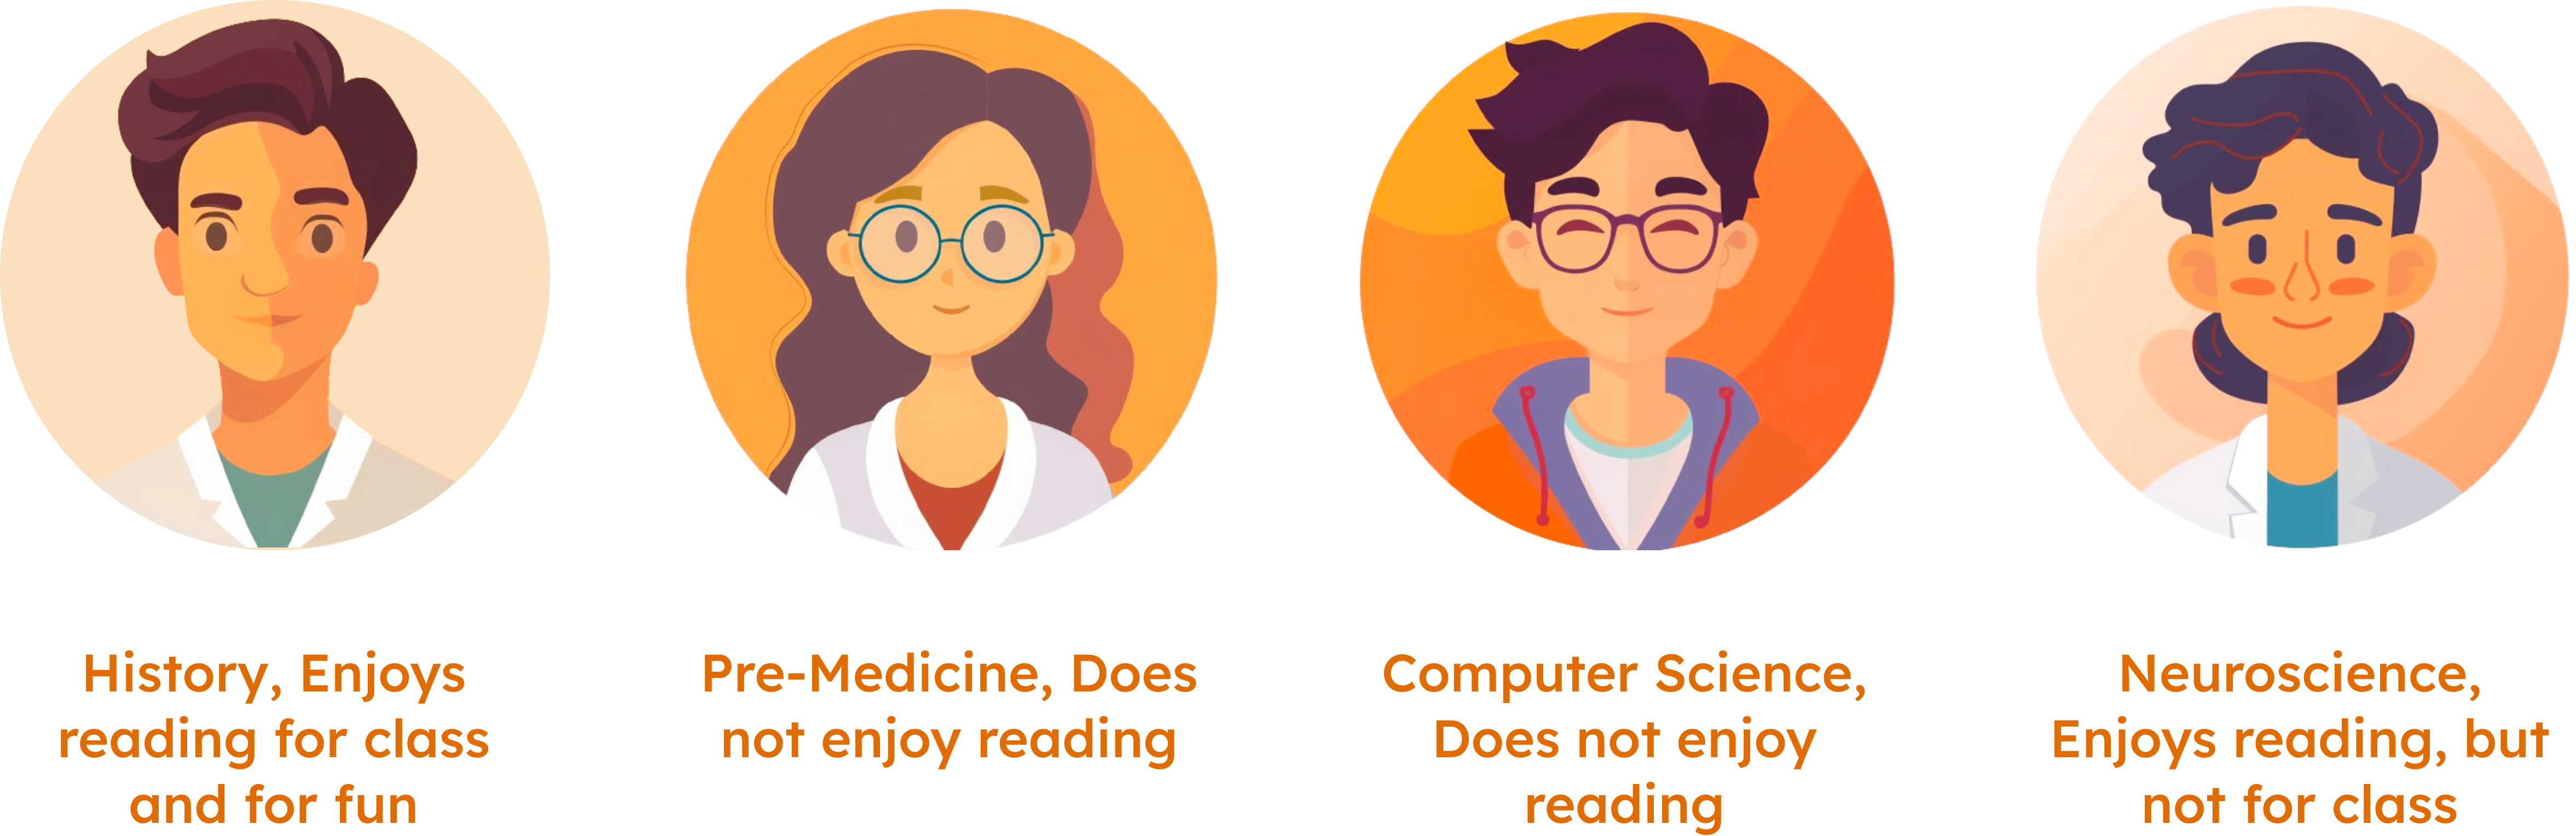 History, Enjoys
reading for class
and for fun
Pre-Medicine, Does
not enjoy reading
Computer Science,
Does not enjoy
reading
Neuroscience,
Enjoys reading, but
not for class